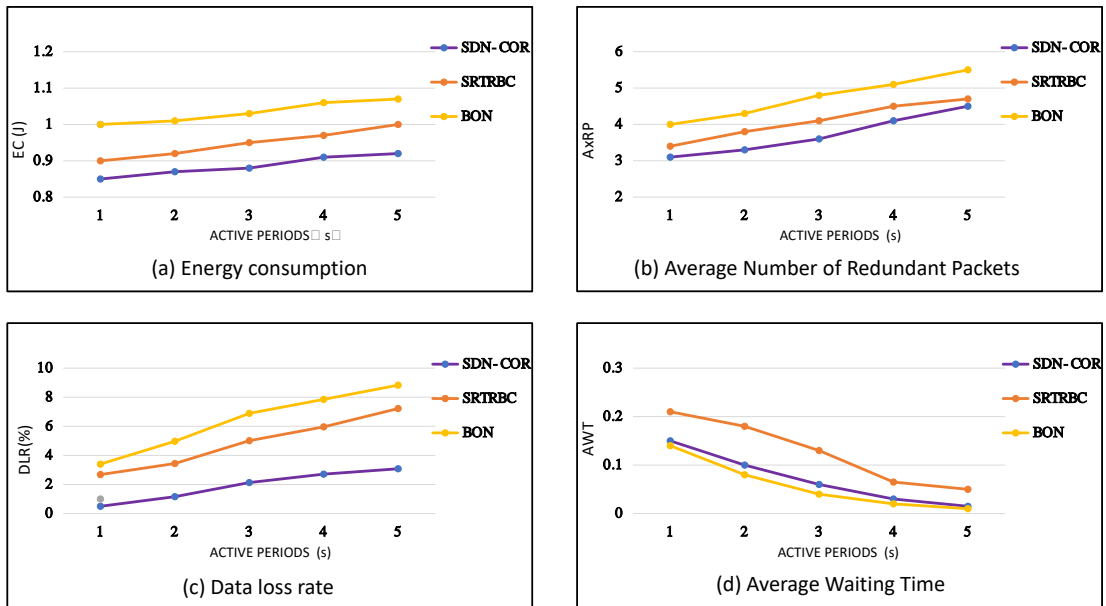 1.2
1.1
1
0.9
0.8
EC (J)
1 2 3 4 5
ACTIVE PERIODS□ s□
SDN-COR
SRTRBC
BON
(a) Energy consumption
6
5
4
3
2
AxRP
1 2 3 4 5
ACTIVE PERIODS (s)
SDN-COR
SRTRBC
BON
(b) Average Number of Redundant Packets
10
8
6
4
2
0
DLR(%)
1 2 3 4 5
ACTIVE PERIODS (s)
SDN-COR
SRTRBC
BON
(c) Data loss rate
0.3
0.2
0.1
0
AWT
1 2 3 4 5
ACTIVE PERIODS (s)
SDN-COR
SRTRBC
BON
(d) Average Waiting Time